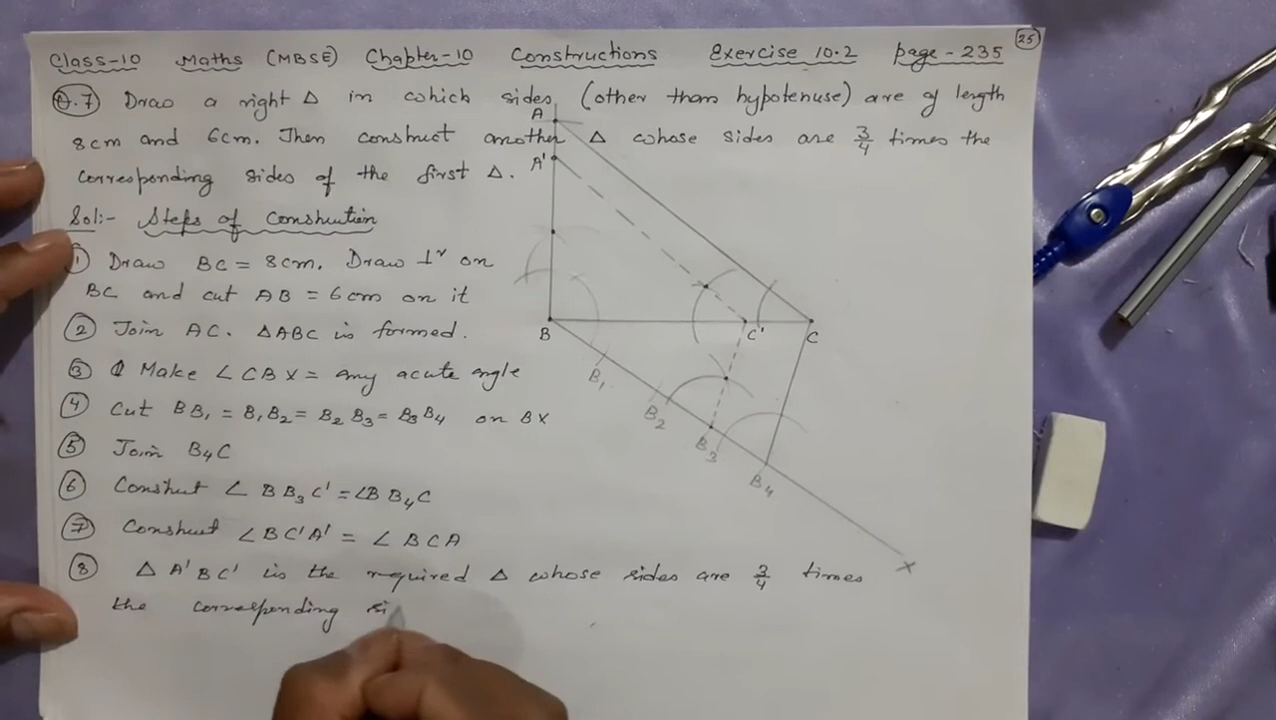 25
Class-10 Maths (MBSE) Chapter-10 Constructions Exercise 10.2 page-235
Q.7 Draw a right △ in which sides (other than hypotenuse) are of length
8cm and 6cm. Then construct another △ whose sides are 3/4 times the
corresponding sides of the first △.
Sol:- Steps of Construction
① Draw BC = 8cm. Draw ⊥r on
BC and cut AB = 6cm on it
② Join AC. △ABC is formed.
③ Make ∠CBX = any acute angle
④ Cut BB₁ = B₁B₂ = B₂B₃ = B₃B₄ on BX
⑤ Join B₄C
⑥ Construct ∠BB₃C' = ∠BB₄C
⑦ Construct ∠BC'A' = ∠BCA
⑧ △A'BC' is the required △ whose sides are 3/4 times
the corresponding si
A
A'
B
C'
C
B₁
B₂
B₃
B₄
X